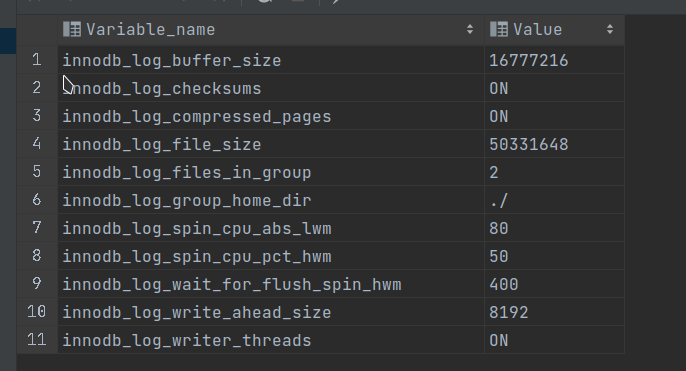 Variable_name Value
1 innodb_log_buffer_size 16777216
2 innodb_log_checksums ON
3 innodb_log_compressed_pages ON
4 innodb_log_file_size 50331648
5 innodb_log_files_in_group 2
6 innodb_log_group_home_dir ./
7 innodb_log_spin_cpu_abs_lwm 80
8 innodb_log_spin_cpu_pct_hwm 50
9 innodb_log_wait_for_flush_spin_hwm 400
10 innodb_log_write_ahead_size 8192
11 innodb_log_writer_threads ON